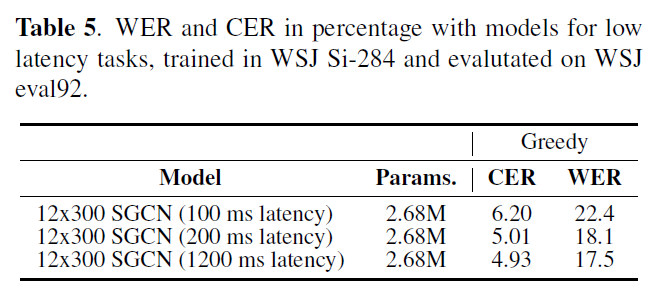 Table 5. WER and CER in percentage with models for low
latency tasks, trained in WSJ Si-284 and evalutated on WSJ
eval92.
Greedy
Model Params. CER WER
12x300 SGCN (100 ms latency) 2.68M 6.20 22.4
12x300 SGCN (200 ms latency) 2.68M 5.01 18.1
12x300 SGCN (1200 ms latency) 2.68M 4.93 17.5